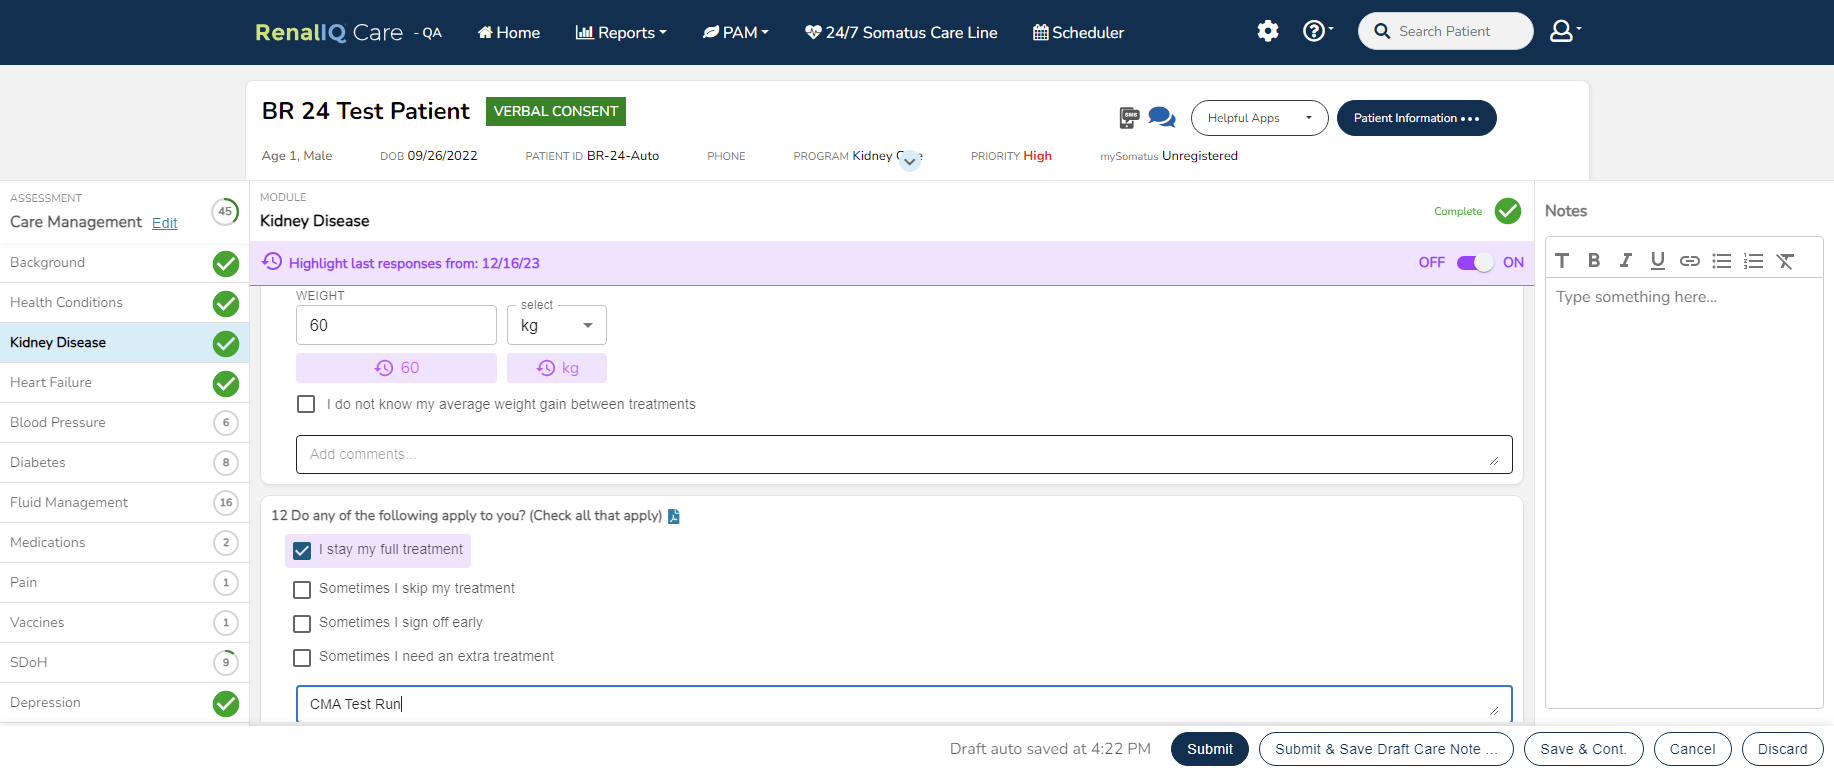 RenalIQ Care - QA
Home
Reports
PAM
24/7 Somatus Care Line
Scheduler
Search Patient
BR 24 Test Patient
VERBAL CONSENT
SMS
Helpful Apps
Patient Information •••
Age 1, Male
DOB 09/26/2022
PATIENT ID BR-24-Auto
PHONE
PROGRAM Kidney
PRIORITY High
mySomatus Unregistered
ASSESSMENT
Care Management Edit
45
Background
Health Conditions
Kidney Disease
Heart Failure
Blood Pressure 6
Diabetes 8
Fluid Management 16
Medications 2
Pain 1
Vaccines 1
SDoH 9
Depression
MODULE
Kidney Disease
Complete
Highlight last responses from: 12/16/23
OFF ON
WEIGHT
60
select
kg
60
kg
I do not know my average weight gain between treatments
Add comments...
12 Do any of the following apply to you? (Check all that apply)
I stay my full treatment
Sometimes I skip my treatment
Sometimes I sign off early
Sometimes I need an extra treatment
CMA Test Run
Notes
T B I U
Type something here...
Draft auto saved at 4:22 PM
Submit
Submit & Save Draft Care Note ...
Save & Cont.
Cancel
Discard